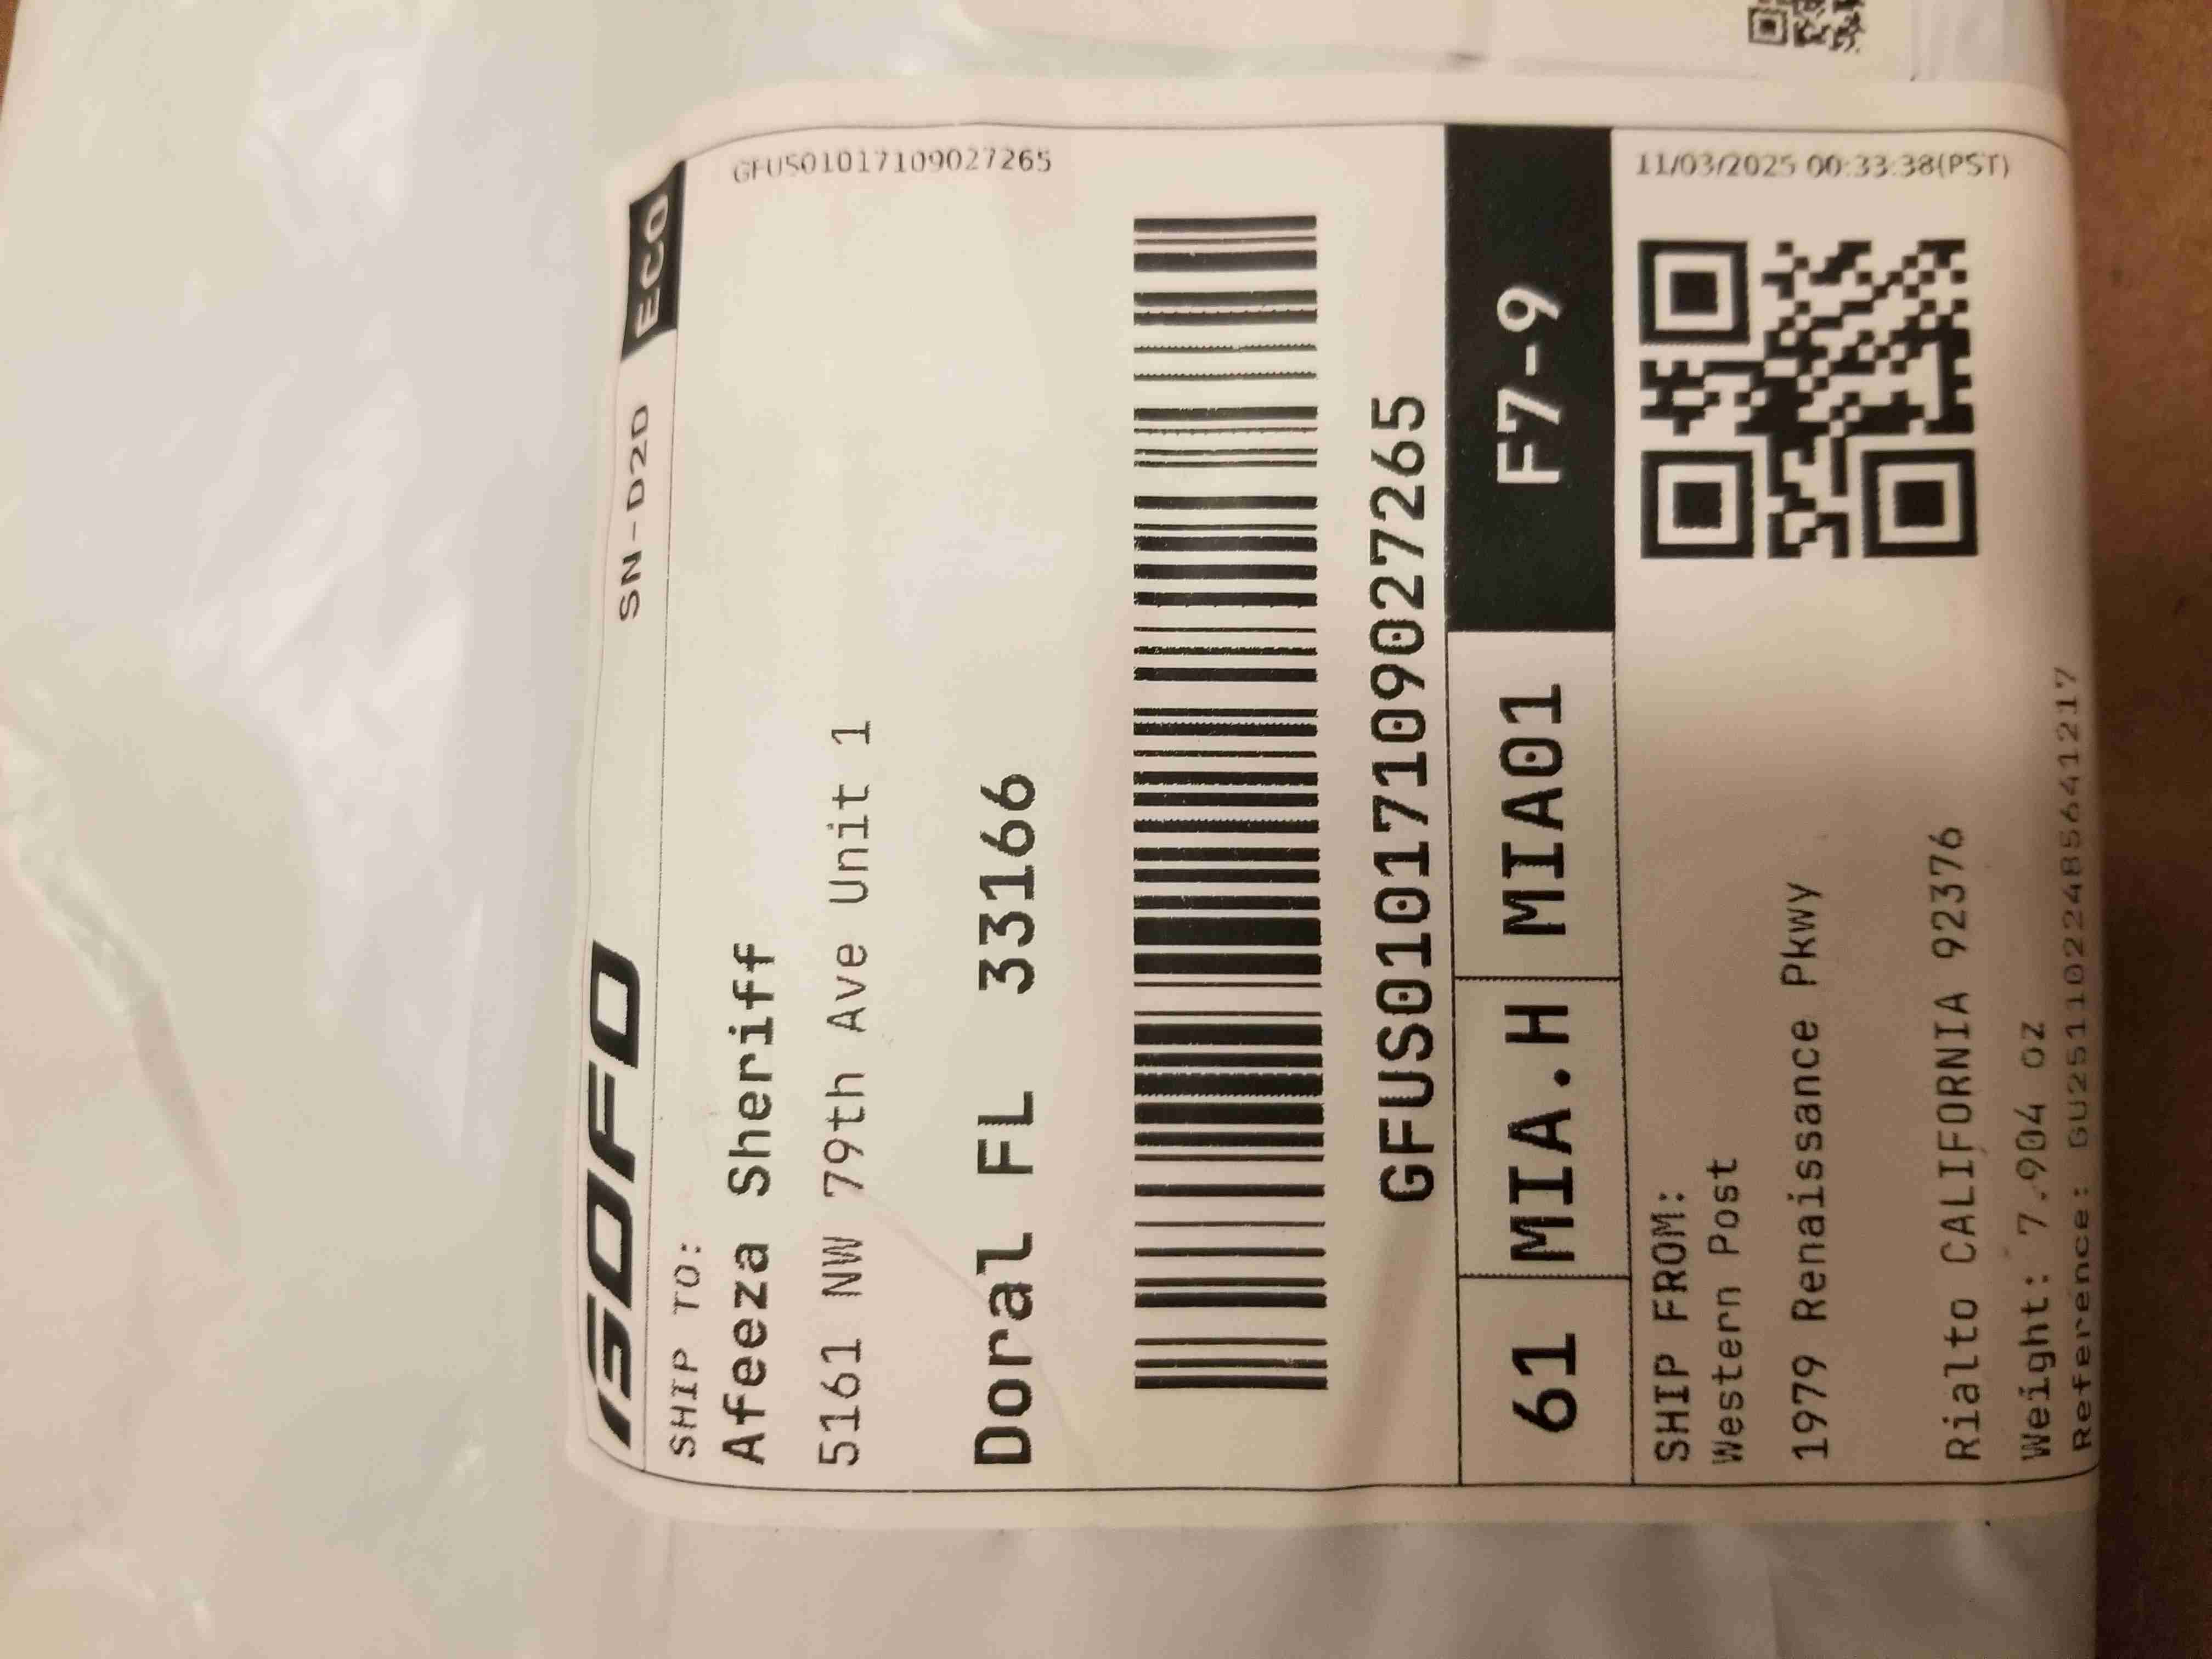 GOFO
SN-D2D
ECO
GFUS01017109027265
SHIP TO:
Afeeza Sheriff
5161 NW 79th Ave Unit 1
Doral FL 33166
GFUS01017109027265
61
MIA.H
MIA01
F7-9
SHIP FROM:
Western Post
1979 Renaissance Pkwy
Rialto CALIFORNIA 92376
Weight: 7.904 oz
Reference: GU2511022485641217
11/03/2025 00:33:38(PST)